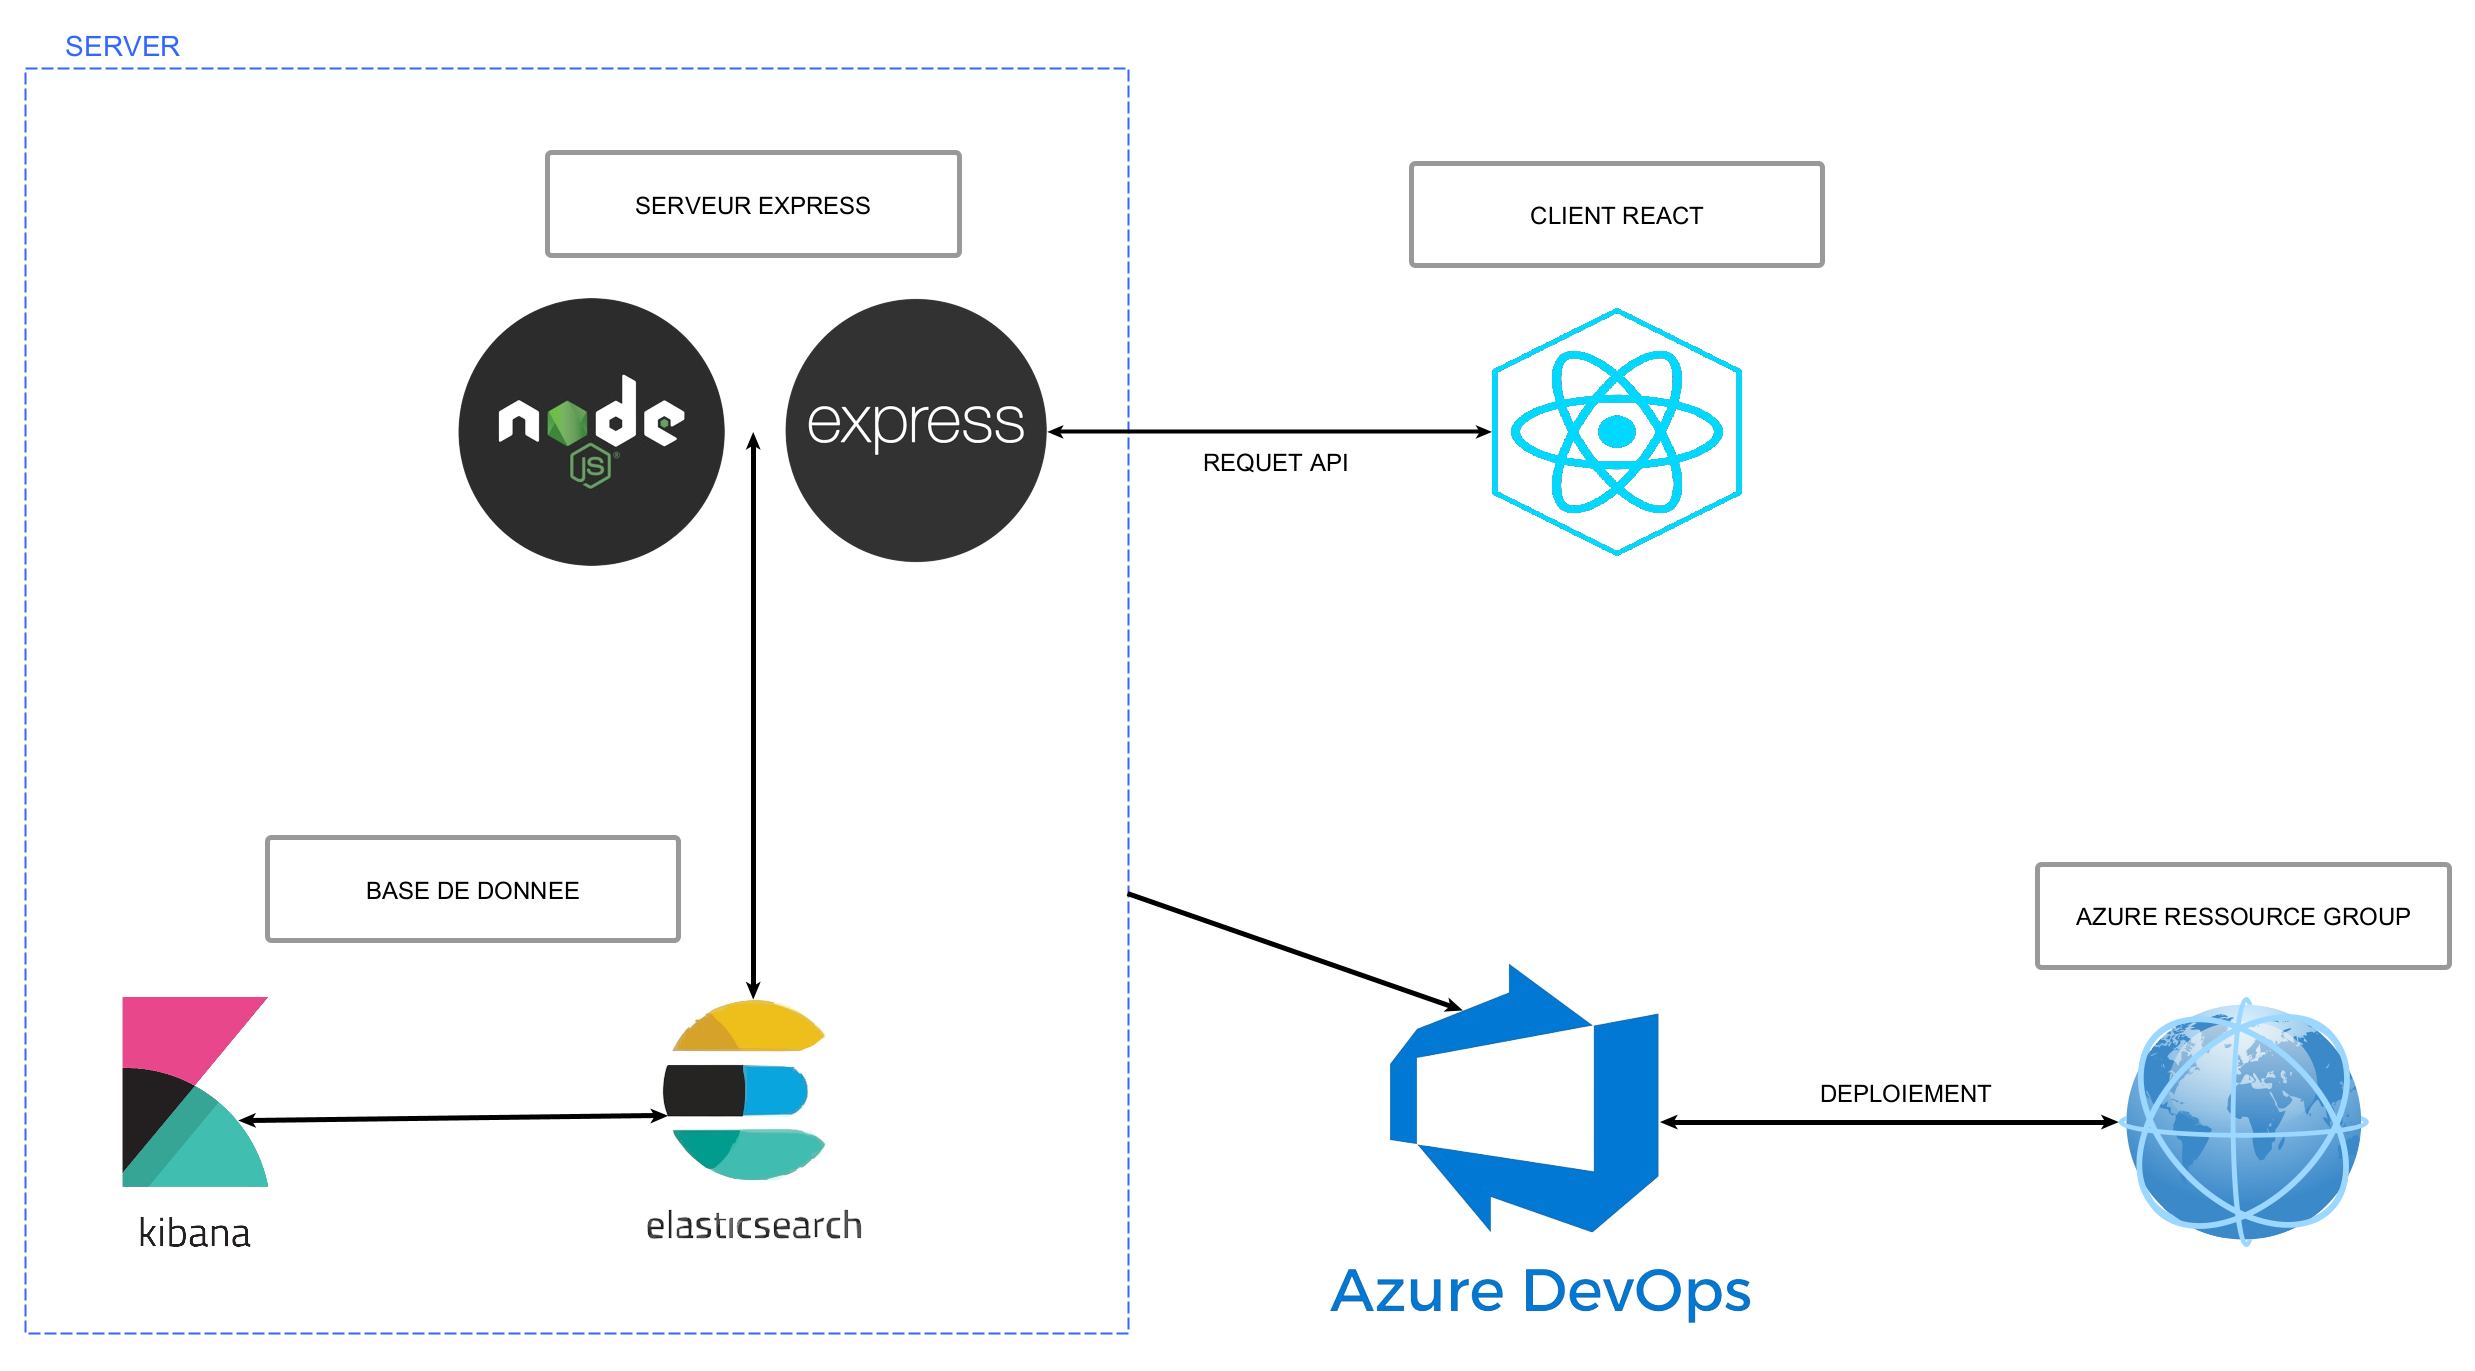 SERVER
SERVEUR EXPRESS
CLIENT REACT
node
JS
®
express
REQUET API
BASE DE DONNEE
AZURE RESSOURCE GROUP
DEPLOIEMENT
kibana
elasticsearch
Azure DevOps